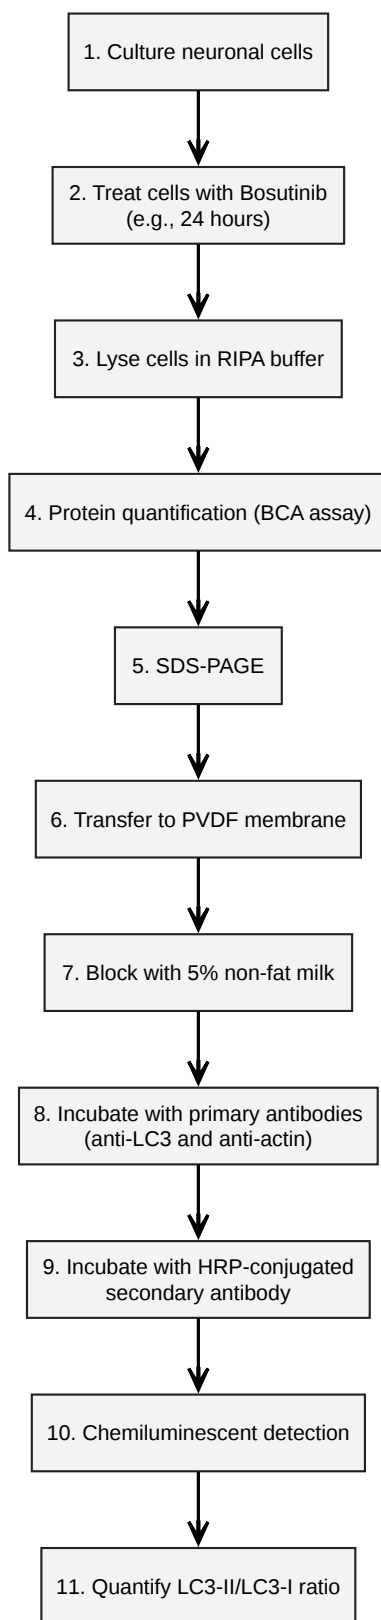 1. Culture neuronal cells
2. Treat cells with Bosutinib
(e.g., 24 hours)
3. Lyse cells in RIPA buffer
4. Protein quantification (BCA assay)
5. SDS-PAGE
6. Transfer to PVDF membrane
7. Block with 5% non-fat milk
8. Incubate with primary antibodies
(anti-LC3 and anti-actin)
9. Incubate with HRP-conjugated
secondary antibody
10. Chemiluminescent detection
11. Quantify LC3-II/LC3-I ratio